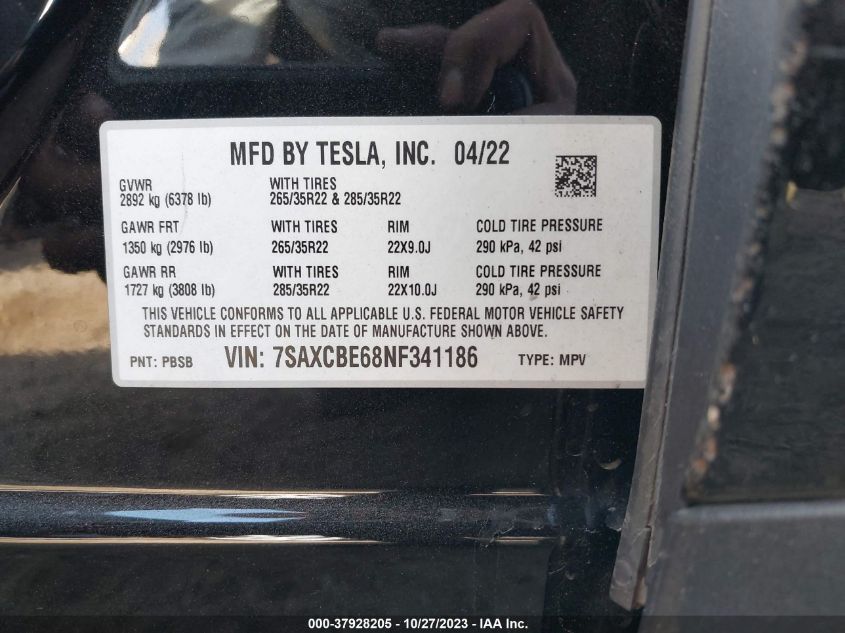 MFD BY TESLA, INC. 04/22
GVWR WITH TIRES
2892 kg (6378 lb) 265/35R22 & 285/35R22
GAWR FRT WITH TIRES RIM COLD TIRE PRESSURE
1350 kg (2976 lb) 265/35R22 22X9.0J 290 kPa, 42 psi
GAWR RR WITH TIRES RIM COLD TIRE PRESSURE
1727 kg (3808 lb) 285/35R22 22X10.0J 290 kPa, 42 psi
THIS VEHICLE CONFORMS TO ALL APPLICABLE U.S. FEDERAL MOTOR VEHICLE SAFETY
STANDARDS IN EFFECT ON THE DATE OF MANUFACTURE SHOWN ABOVE.
PNT: PBSB VIN: 7SAXCBE68NF341186 TYPE: MPV
000-37928205 - 10/27/2023 - IAA Inc.